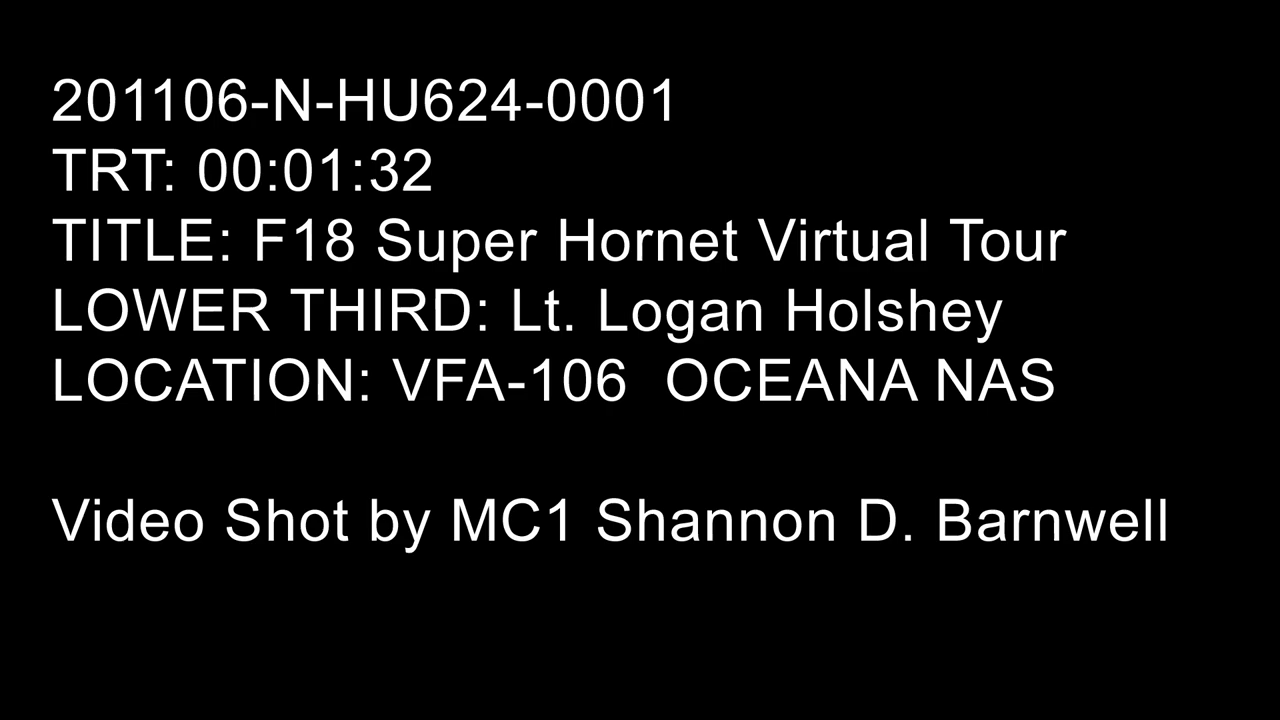 201106-N-HU624-0001
TRT: 00:01:32
TITLE: F18 Super Hornet Virtual Tour
LOWER THIRD: Lt. Logan Holshey
LOCATION: VFA-106  OCEANA NAS
Video Shot by MC1 Shannon D. Barnwell